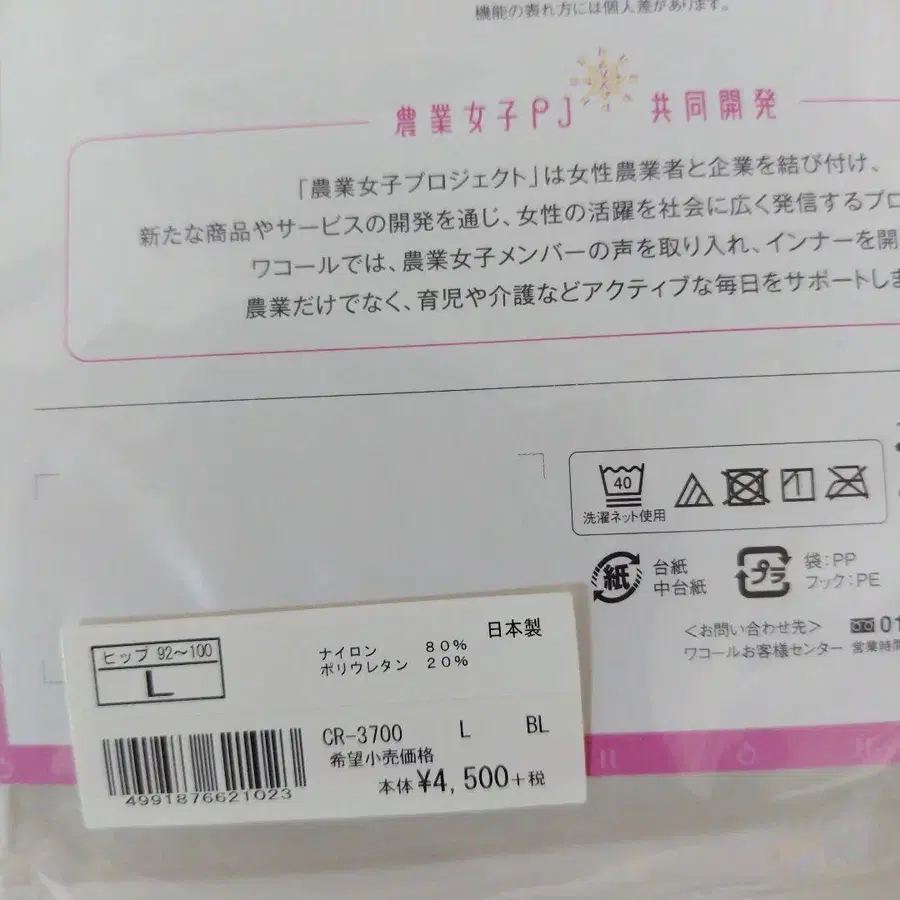 機能の表れ方には個人差があります。
農業女子PJ 共同開発
「農業女子プロジェクト」は女性農業者と企業を結び付け、
新たな商品やサービスの開発を通じ、女性の活躍を社会に広く発信するプロ
ワコールでは、農業女子メンバーの声を取り入れ、インナーを開
農業だけでなく、育児や介護などアクティブな毎日をサポートしま
40
洗濯ネット使用
紙 台紙
中台紙
プラ 袋:PP
フック:PE
<お問い合わせ先> 01
ワコールお客様センター 営業時間
ヒップ 92〜100
L
ナイロン 80%
ポリウレタン 20%
日本製
CR-3700 L BL
希望小売価格
本体¥4,500+税
4991876621023